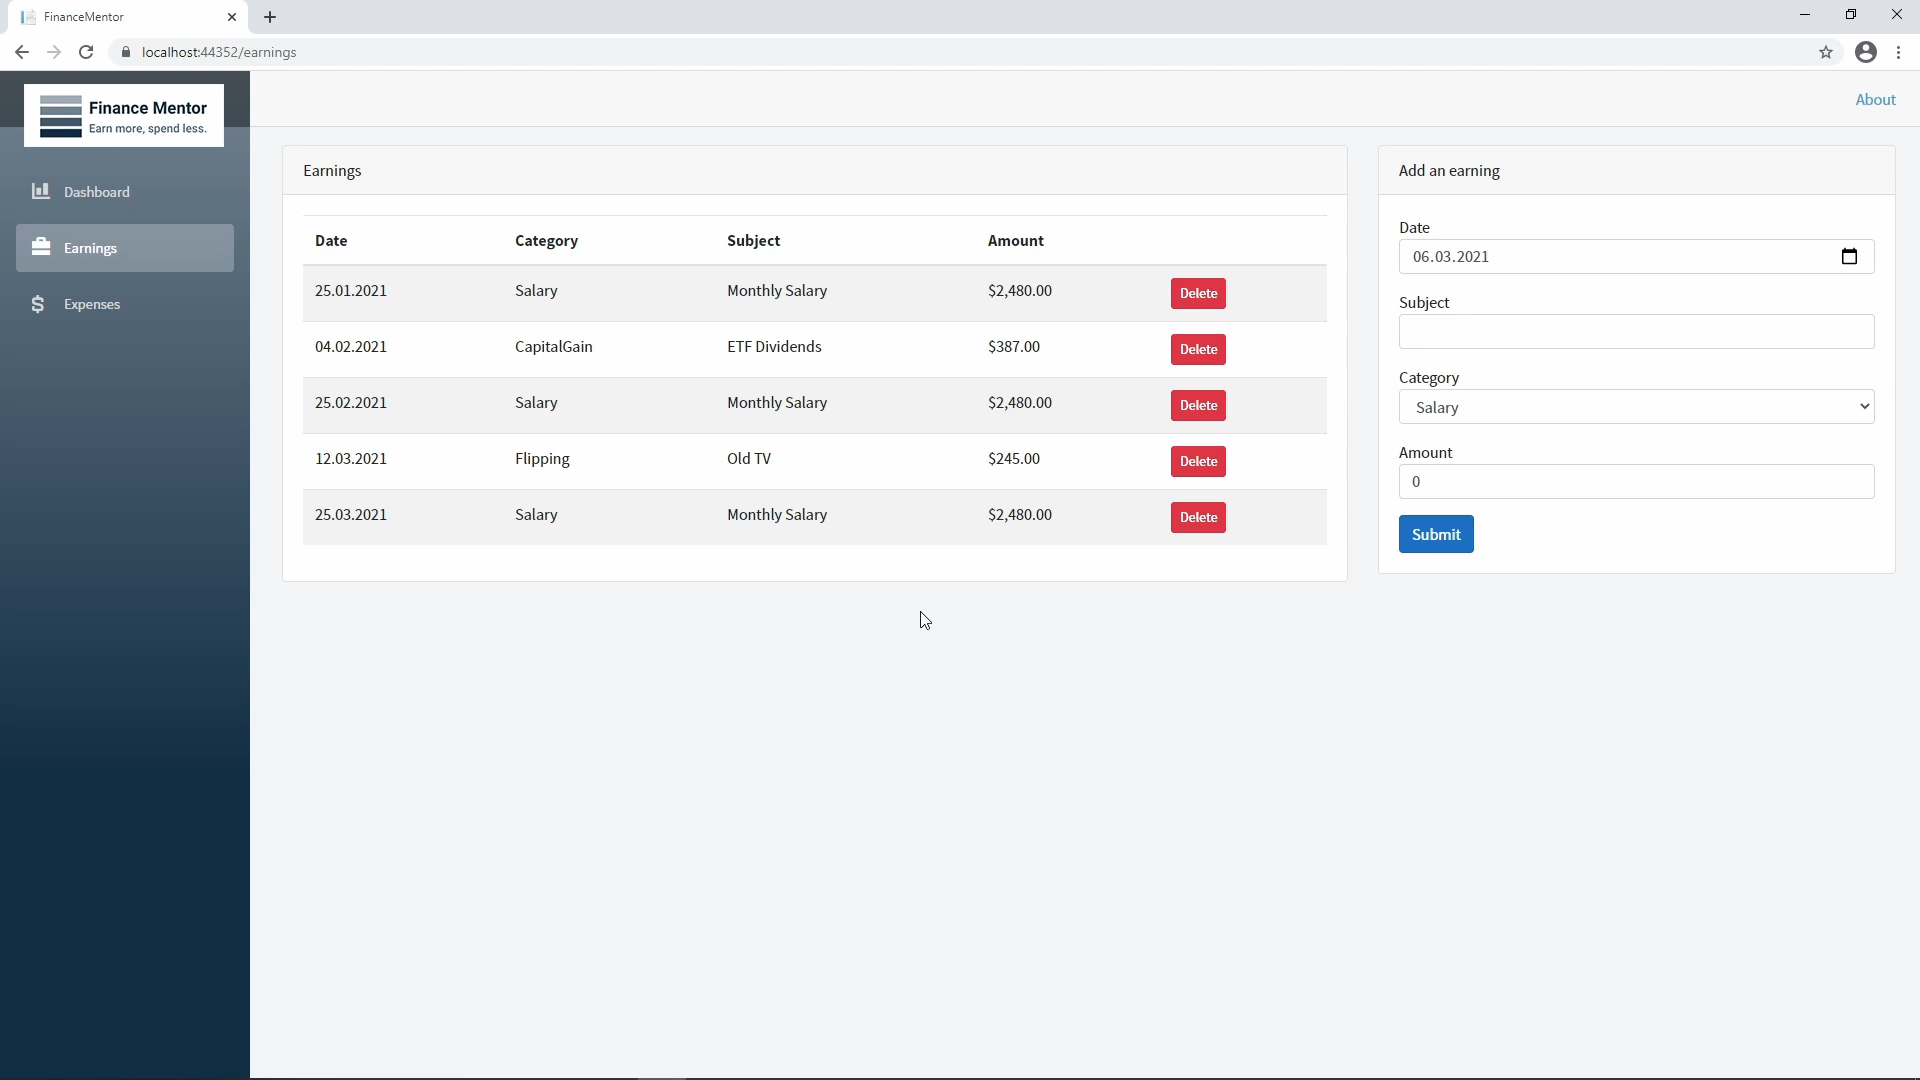 FinanceMentor
localhost:44352/earnings
Finance Mentor
Earn more, spend less.
About
Dashboard
Earnings
Expenses
Earnings
Date Category Subject Amount
25.01.2021 Salary Monthly Salary $2,480.00 Delete
04.02.2021 CapitalGain ETF Dividends $387.00 Delete
25.02.2021 Salary Monthly Salary $2,480.00 Delete
12.03.2021 Flipping Old TV $245.00 Delete
25.03.2021 Salary Monthly Salary $2,480.00 Delete
Add an earning
Date
06.03.2021
Subject
Category
Salary
Amount
0
Submit